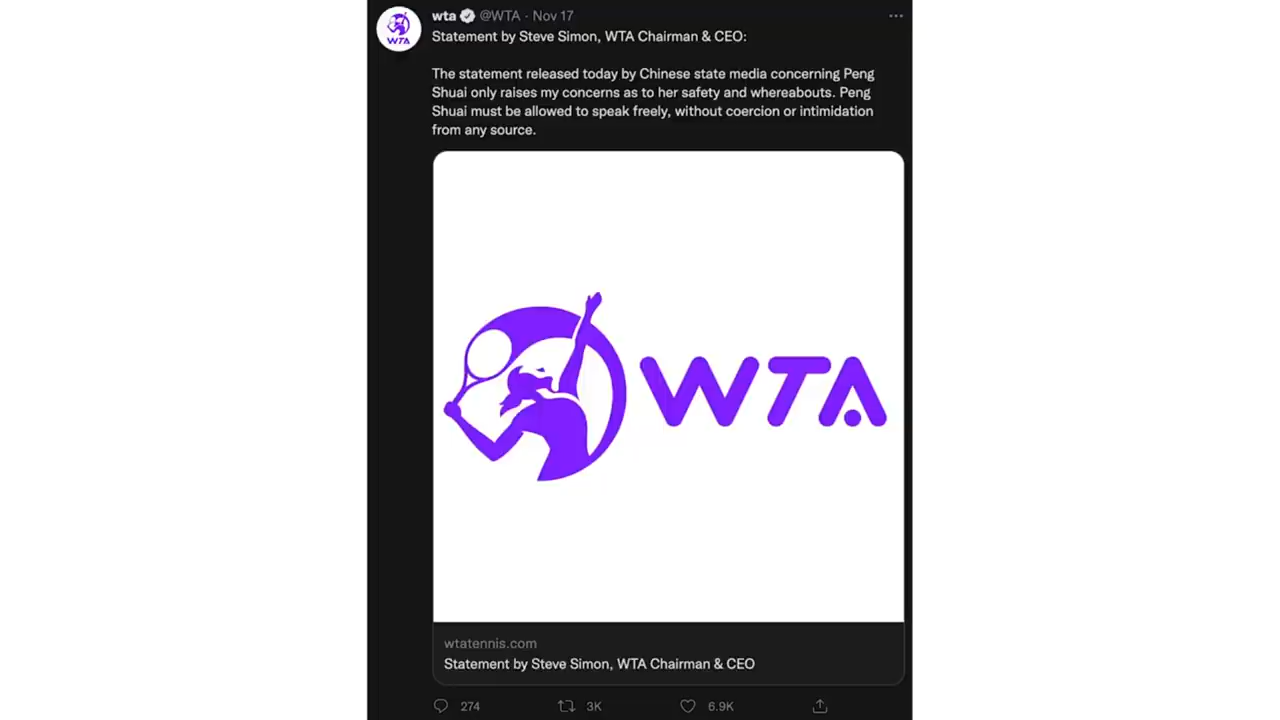 wta @WTA · Nov 17
Statement by Steve Simon, WTA Chairman & CEO:
The statement released today by Chinese state media concerning Peng
Shuai only raises my concerns as to her safety and whereabouts. Peng
Shuai must be allowed to speak freely, without coercion or intimidation
from any source.
WTA
WTA
wtatennis.com
Statement by Steve Simon, WTA Chairman & CEO
274 3K 6.9K